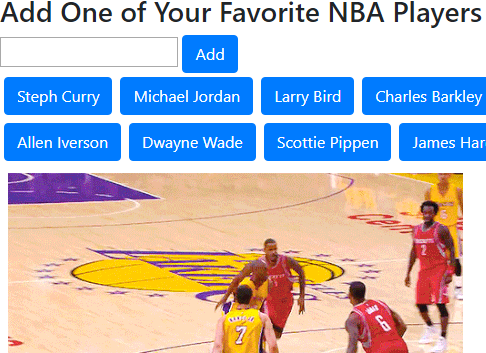 Add One of Your Favorite NBA Players
Add
Steph Curry Michael Jordan Larry Bird Charles Barkley
Allen Iverson Dwayne Wade Scottie Pippen James Har
2
7
6